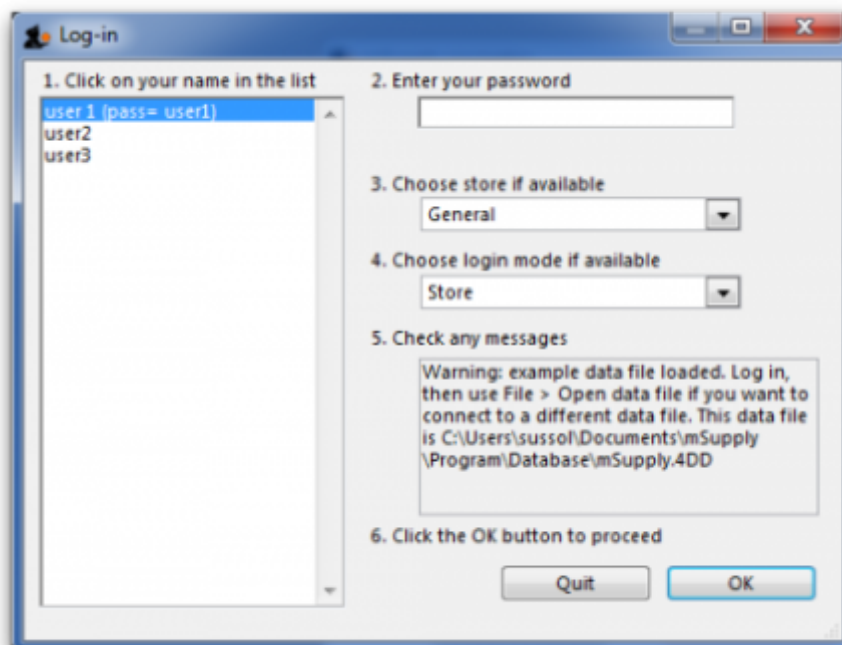 Log-in
1. Click on your name in the list
user 1 (pass= user1)
user2
user3
2. Enter your password
3. Choose store if available
General
4. Choose login mode if available
Store
5. Check any messages
Warning: example data file loaded. Log in,
then use File > Open data file if you want to
connect to a different data file. This data file
is C:\Users\sussol\Documents\mSupply
\Program\Database\mSupply.4DD
6. Click the OK button to proceed
Quit
OK